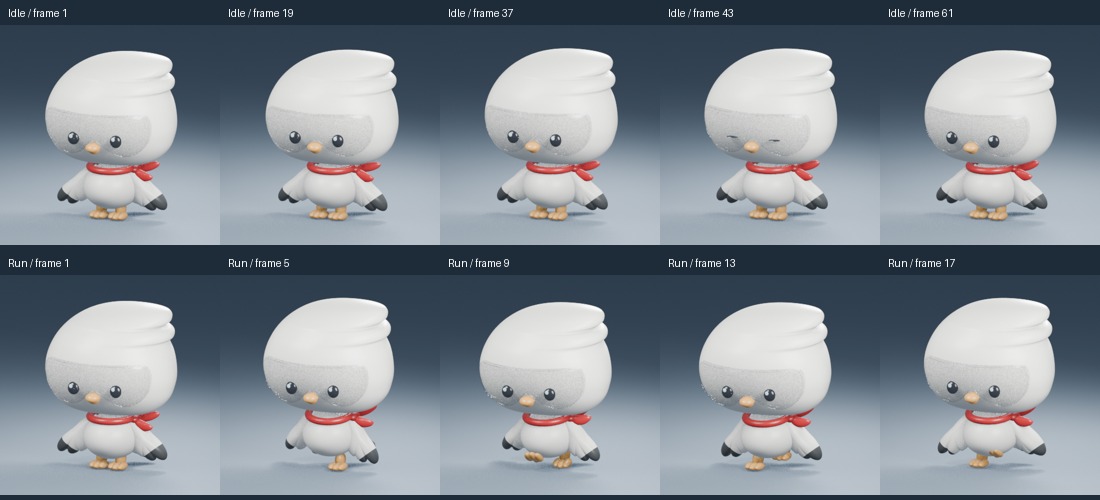 Idle / frame 1
Idle / frame 19
Idle / frame 37
Idle / frame 43
Idle / frame 61
Run / frame 1
Run / frame 5
Run / frame 9
Run / frame 13
Run / frame 17